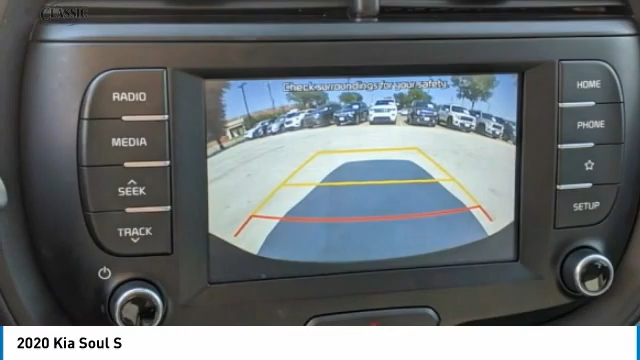 CLASSIC
Check surroundings for your safety.
RADIO
MEDIA
SEEK
TRACK
HOME
PHONE
SETUP
2020 Kia Soul S